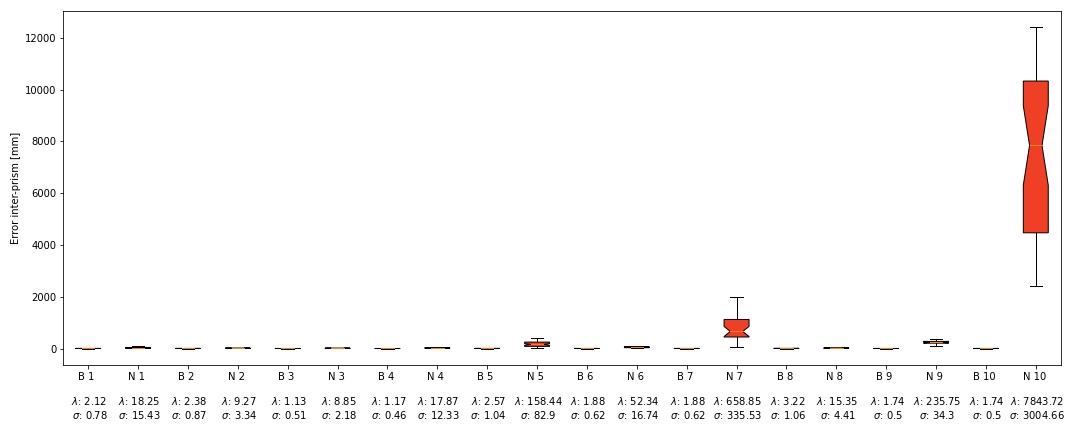 12000
10000
8000
6000
4000
2000
0
Error inter-prism [mm]
B 1 N 1 B 2 N 2 B 3 N 3 B 4 N 4 B 5 N 5 B 6 N 6 B 7 N 7 B 8 N 8 B 9 N 9 B 10 N 10
λ: 2.12 λ: 18.25 λ: 2.38 λ: 9.27 λ: 1.13 λ: 8.85 λ: 1.17 λ: 17.87 λ: 2.57 λ: 158.44 λ: 1.88 λ: 52.34 λ: 1.88 λ: 658.85 λ: 3.22 λ: 15.35 λ: 1.74 λ: 235.75 λ: 1.74 λ: 7843.72
σ: 0.78 σ: 15.43 σ: 0.87 σ: 3.34 σ: 0.51 σ: 2.18 σ: 0.46 σ: 12.33 σ: 1.04 σ: 82.9 σ: 0.62 σ: 16.74 σ: 0.62 σ: 335.53 σ: 1.06 σ: 4.41 σ: 0.5 σ: 34.3 σ: 0.5 σ: 3004.66